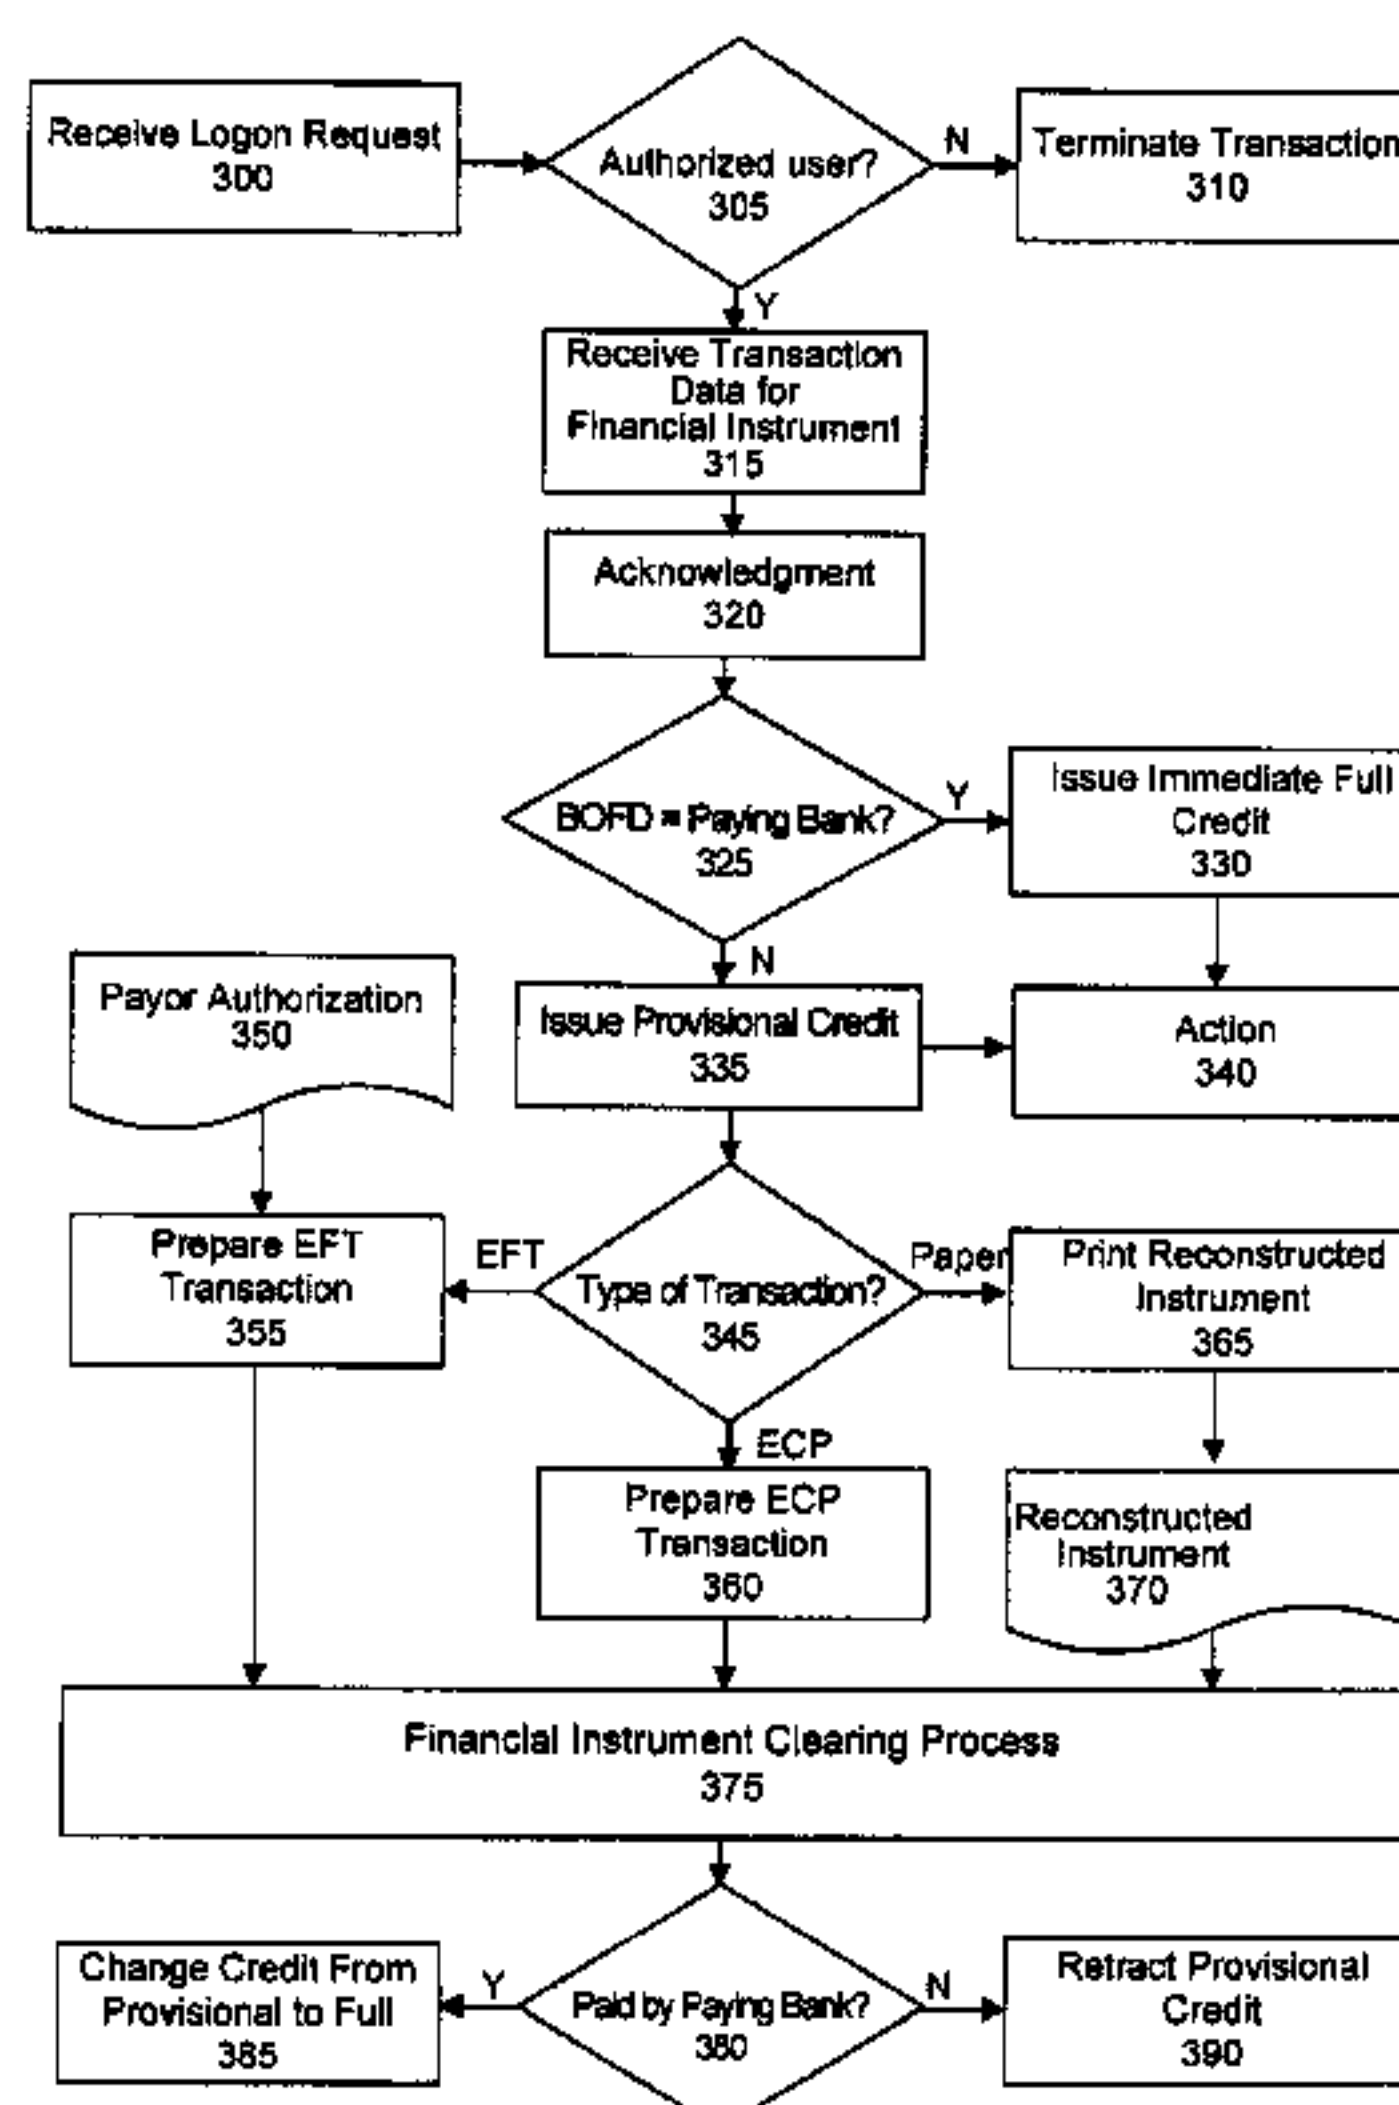 Receive Logon Request
300
Authorized user?
305
N
Terminate Transaction
310
Y
Receive Transaction
Data for
Financial Instrument
315
Acknowledgment
320
BOFD = Paying Bank?
325
Y
Issue Immediate Full
Credit
330
N
Payor Authorization
350
Issue Provisional Credit
335
Action
340
Prepare EFT
Transaction
355
EFT
Type of Transaction?
345
Paper
Print Reconstructed
Instrument
365
ECP
Prepare ECP
Transaction
360
Reconstructed
Instrument
370
Financial Instrument Clearing Process
375
Change Credit From
Provisional to Full
385
Y
Paid by Paying Bank?
380
N
Retract Provisional
Credit
390